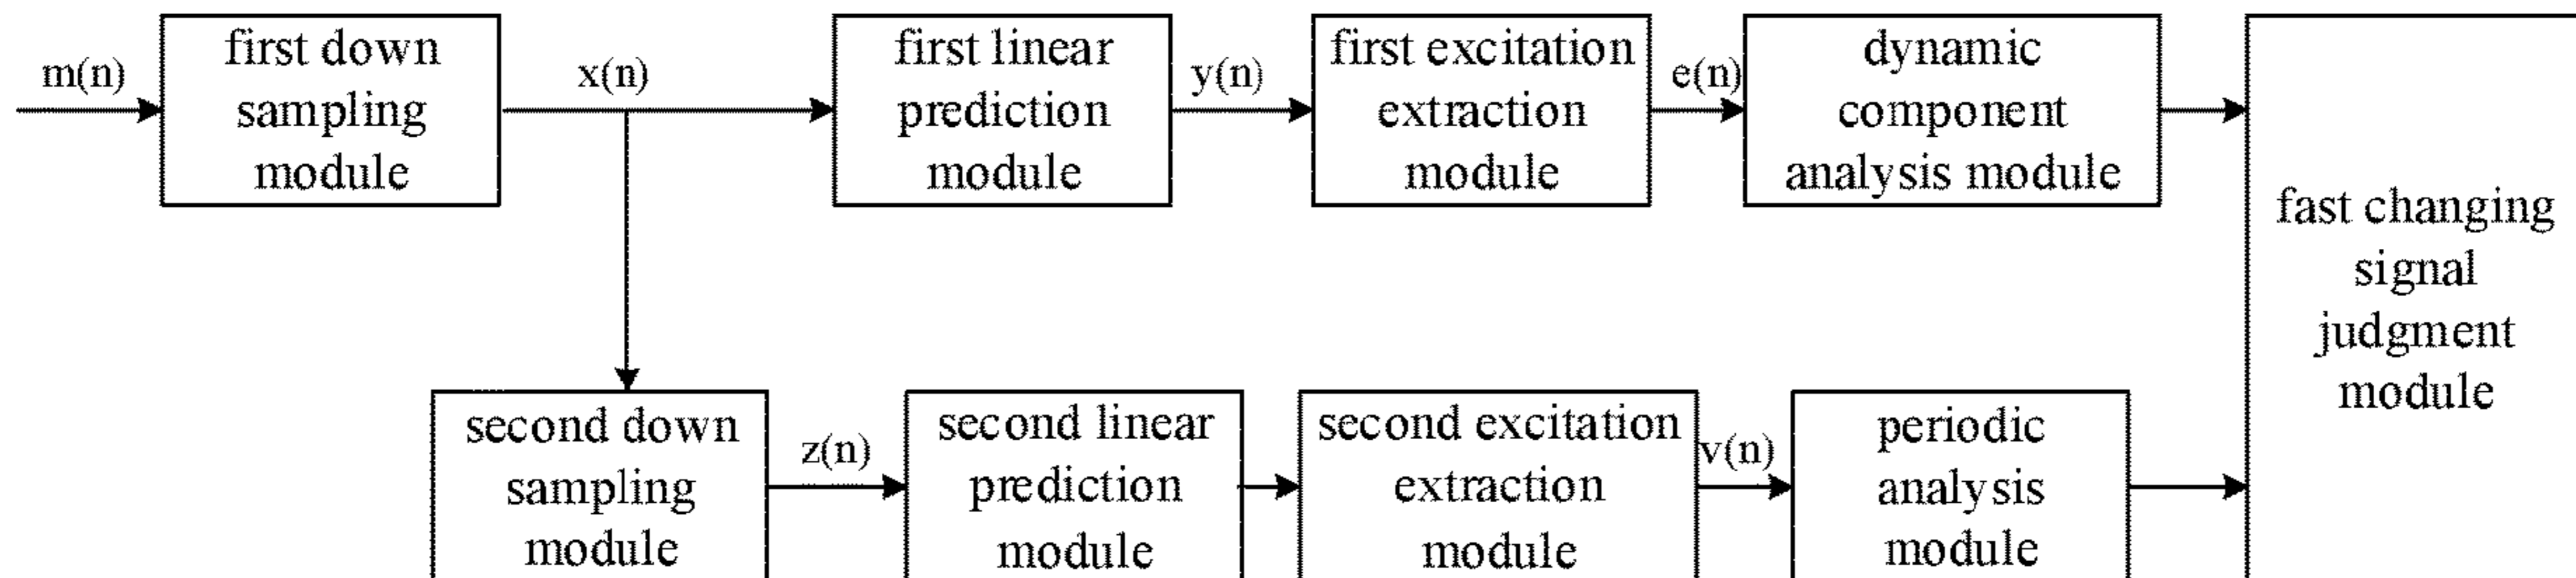 m(n)
first down
sampling
module
x(n)
first linear
prediction
module
y(n)
first excitation
extraction
module
e(n)
dynamic
component
analysis module
fast changing
signal
judgment
module
second down
sampling
module
z(n)
second linear
prediction
module
second excitation
extraction
module
v(n)
periodic
analysis
module